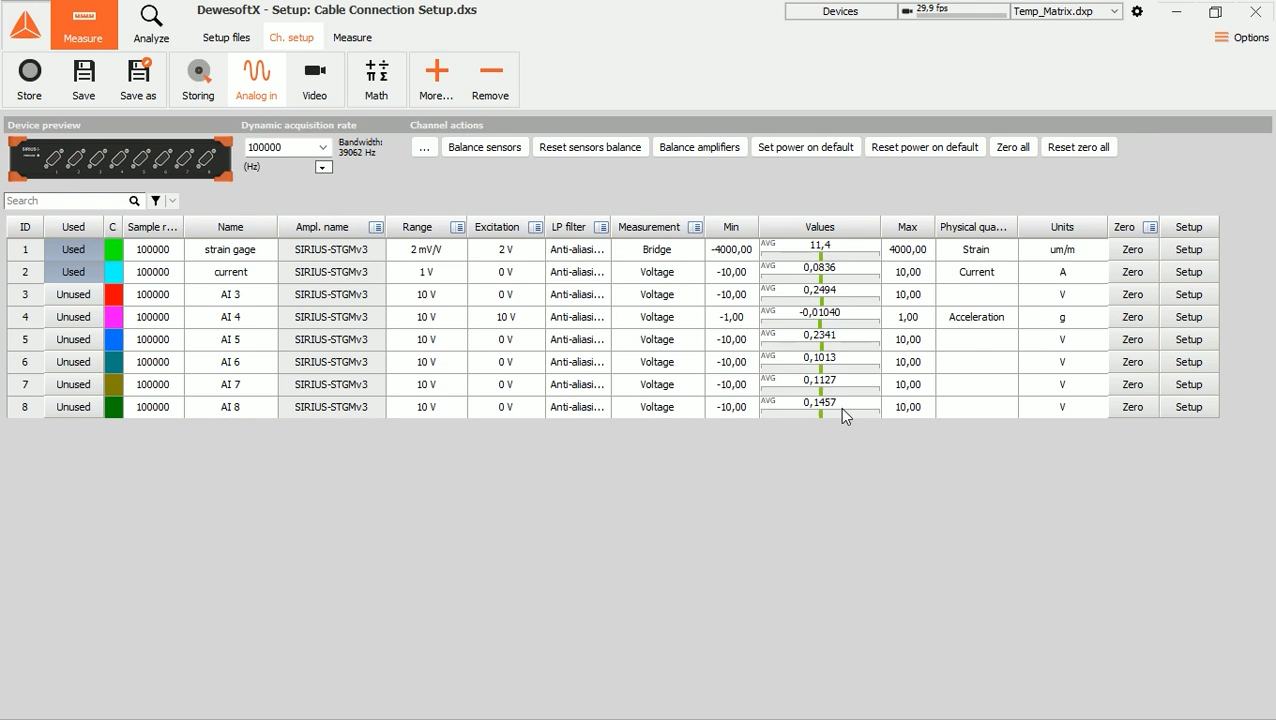 DewesoftX - Setup: Cable Connection Setup.dxs
Devices
29,9 fps
Temp_Matrix.dxp
Measure
Analyze
Setup files
Ch. setup
Measure
Options
Store
Save
Save as
Storing
Analog in
Video
Math
More...
Remove
Device preview
Dynamic acquisition rate
Channel actions
100000
Bandwidth:
39062 Hz
(Hz)
...
Balance sensors
Reset sensors balance
Balance amplifiers
Set power on default
Reset power on default
Zero all
Reset zero all
Search
ID Used C Sample r... Name Ampl. name Range Excitation LP filter Measurement Min Values Max Physical qua... Units Zero Setup
1 Used 100000 strain gage SIRIUS-STGMv3 2 mV/V 2 V Anti-aliasi... Bridge -4000,00 AVG 11,4 4000,00 Strain um/m Zero Setup
2 Used 100000 current SIRIUS-STGMv3 1 V 0 V Anti-aliasi... Voltage -10,00 AVG 0,0836 10,00 Current A Zero Setup
3 Unused 100000 AI 3 SIRIUS-STGMv3 10 V 0 V Anti-aliasi... Voltage -10,00 AVG 0,2494 10,00 V Zero Setup
4 Unused 100000 AI 4 SIRIUS-STGMv3 10 V 10 V Anti-aliasi... Voltage -1,00 AVG -0,01040 1,00 Acceleration g Zero Setup
5 Unused 100000 AI 5 SIRIUS-STGMv3 10 V 0 V Anti-aliasi... Voltage -10,00 AVG 0,2341 10,00 V Zero Setup
6 Unused 100000 AI 6 SIRIUS-STGMv3 10 V 0 V Anti-aliasi... Voltage -10,00 AVG 0,1013 10,00 V Zero Setup
7 Unused 100000 AI 7 SIRIUS-STGMv3 10 V 0 V Anti-aliasi... Voltage -10,00 AVG 0,1127 10,00 V Zero Setup
8 Unused 100000 AI 8 SIRIUS-STGMv3 10 V 0 V Anti-aliasi... Voltage -10,00 AVG 0,1457 10,00 V Zero Setup